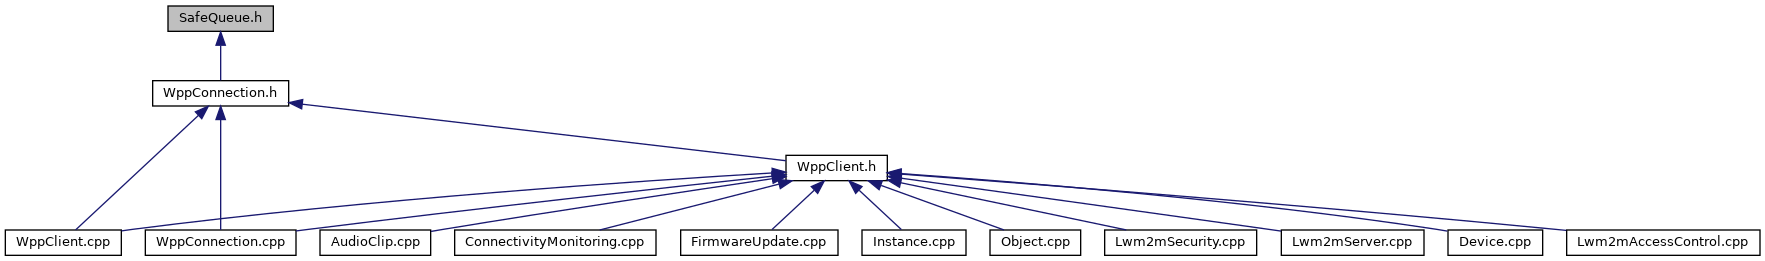 SafeQueue.h
WppConnection.h
WppClient.h
WppClient.cpp
WppConnection.cpp
AudioClip.cpp
ConnectivityMonitoring.cpp
FirmwareUpdate.cpp
Instance.cpp
Object.cpp
Lwm2mSecurity.cpp
Lwm2mServer.cpp
Device.cpp
Lwm2mAccessControl.cpp